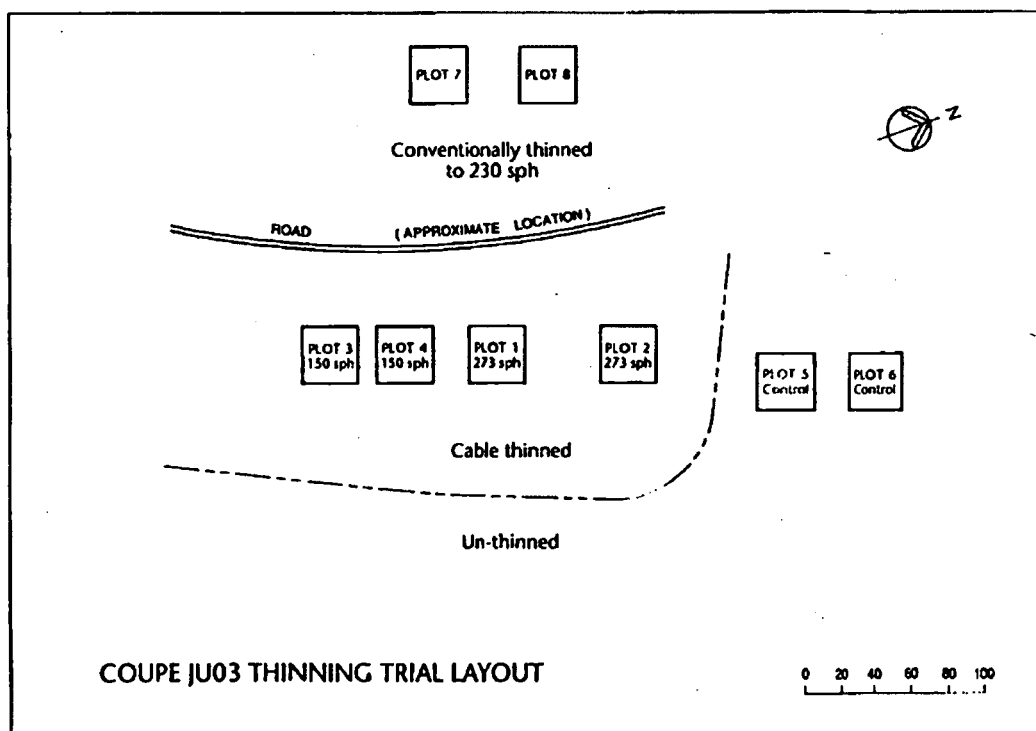 PLOT 7
PLOT 8
Conventionally thinned
to 230 sph
N
ROAD (APPROXIMATE LOCATION)
PLOT 3
150 sph
PLOT 4
150 sph
PLOT 1
273 sph
PLOT 2
273 sph
PLOT 5
Control
PLOT 6
Control
Cable thinned
Un-thinned
COUPE JU03 THINNING TRIAL LAYOUT
0 20 40 60 80 100